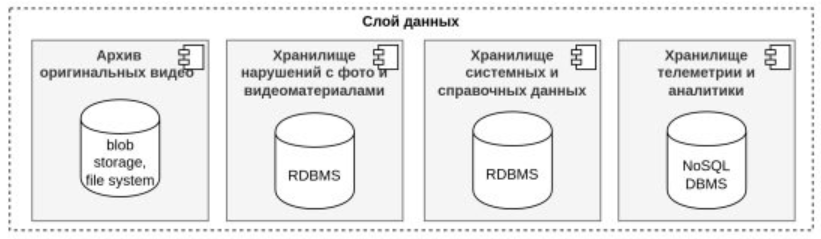 Слой данных
Архив
оригинальных видео
blob
storage,
file system
Хранилище
нарушений с фото и
видеоматериалами
RDBMS
Хранилище
системных и
справочных данных
RDBMS
Хранилище
телеметрии и
аналитики
NoSQL
DBMS